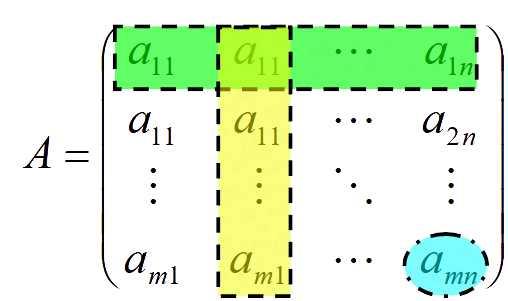 a₁₁ a₁₁ ⋯ a₁ₙ
a₁₁ a₁₁ ⋯ a₂ₙ
A = ⋮ ⋮ ⋱ ⋮
aₘ₁ aₘ₁ ⋯ aₘₙ